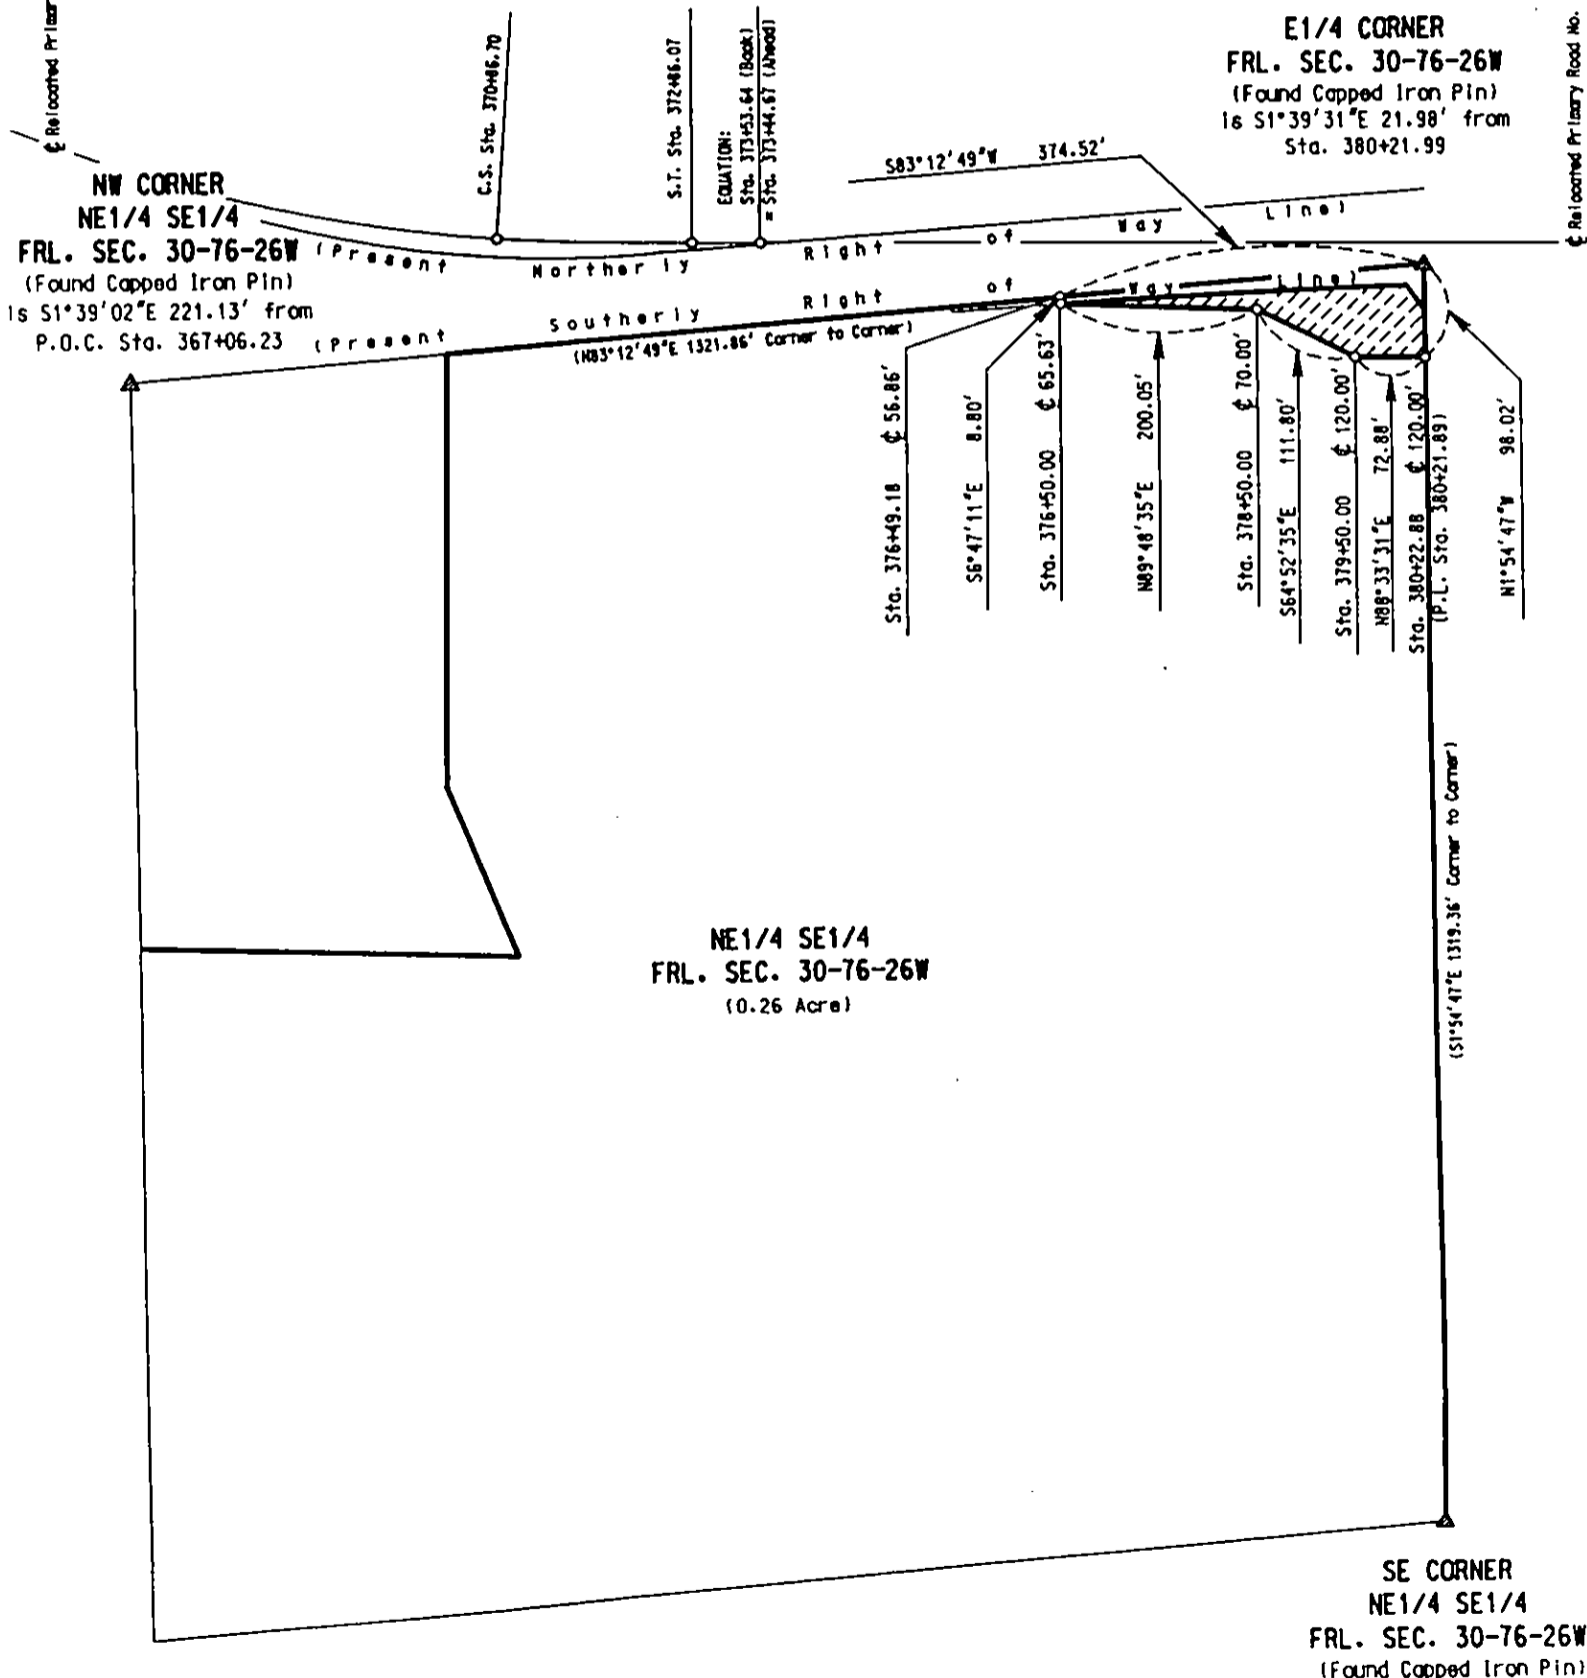 ℄ Relocated Primar
C.S. Sta. 370+86.70
S.T. Sta. 372+86.07
EQUATION:
Sta. 373+53.64 (Back)
= Sta. 373+44.67 (Ahead)
E1/4 CORNER
FRL. SEC. 30-76-26W
(Found Capped Iron Pin)
is S1°39'31"E 21.98' from
Sta. 380+21.99
℄ Relocated Primary Road No.
S83°12'49"W 374.52'
NW CORNER
NE1/4 SE1/4
FRL. SEC. 30-76-26W
(Found Capped Iron Pin)
is S1°39'02"E 221.13' from
P.O.C. Sta. 367+06.23
(Present Northerly Right of Way Line)
(Present Southerly Right of Way Line)
(N83°12'49"E 1321.86' Corner to Corner)
Sta. 376+49.18 ℄ 56.86'
S6°47'11"E 8.80'
Sta. 376+50.00 ℄ 65.63'
N89°48'35"E 200.05'
Sta. 378+50.00 ℄ 70.00'
S64°52'35"E 111.80'
Sta. 379+50.00 ℄ 120.00'
N88°33'31"E 72.88'
Sta. 380+22.88 ℄ 120.00'
(P.L. Sta. 380+21.89)
N1°54'47"W 98.02'
(S1°54'47"E 1319.36' Corner to Corner)
NE1/4 SE1/4
FRL. SEC. 30-76-26W
(0.26 Acre)
SE CORNER
NE1/4 SE1/4
FRL. SEC. 30-76-26W
(Found Capped Iron Pin)